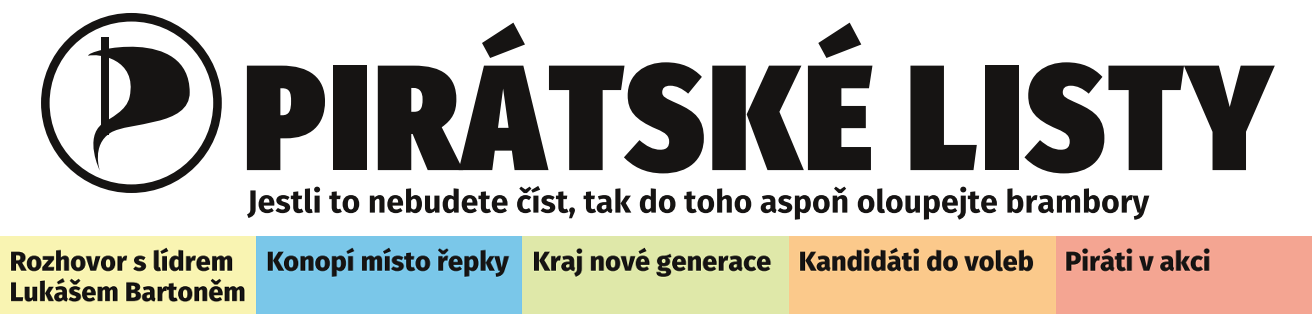 PIRÁTSKÉ LISTY
Jestli to nebudete číst, tak do toho aspoň oloupejte brambory
Rozhovor s lídrem
Lukášem Bartoněm
Konopí místo řepky
Kraj nové generace
Kandidáti do voleb
Piráti v akci